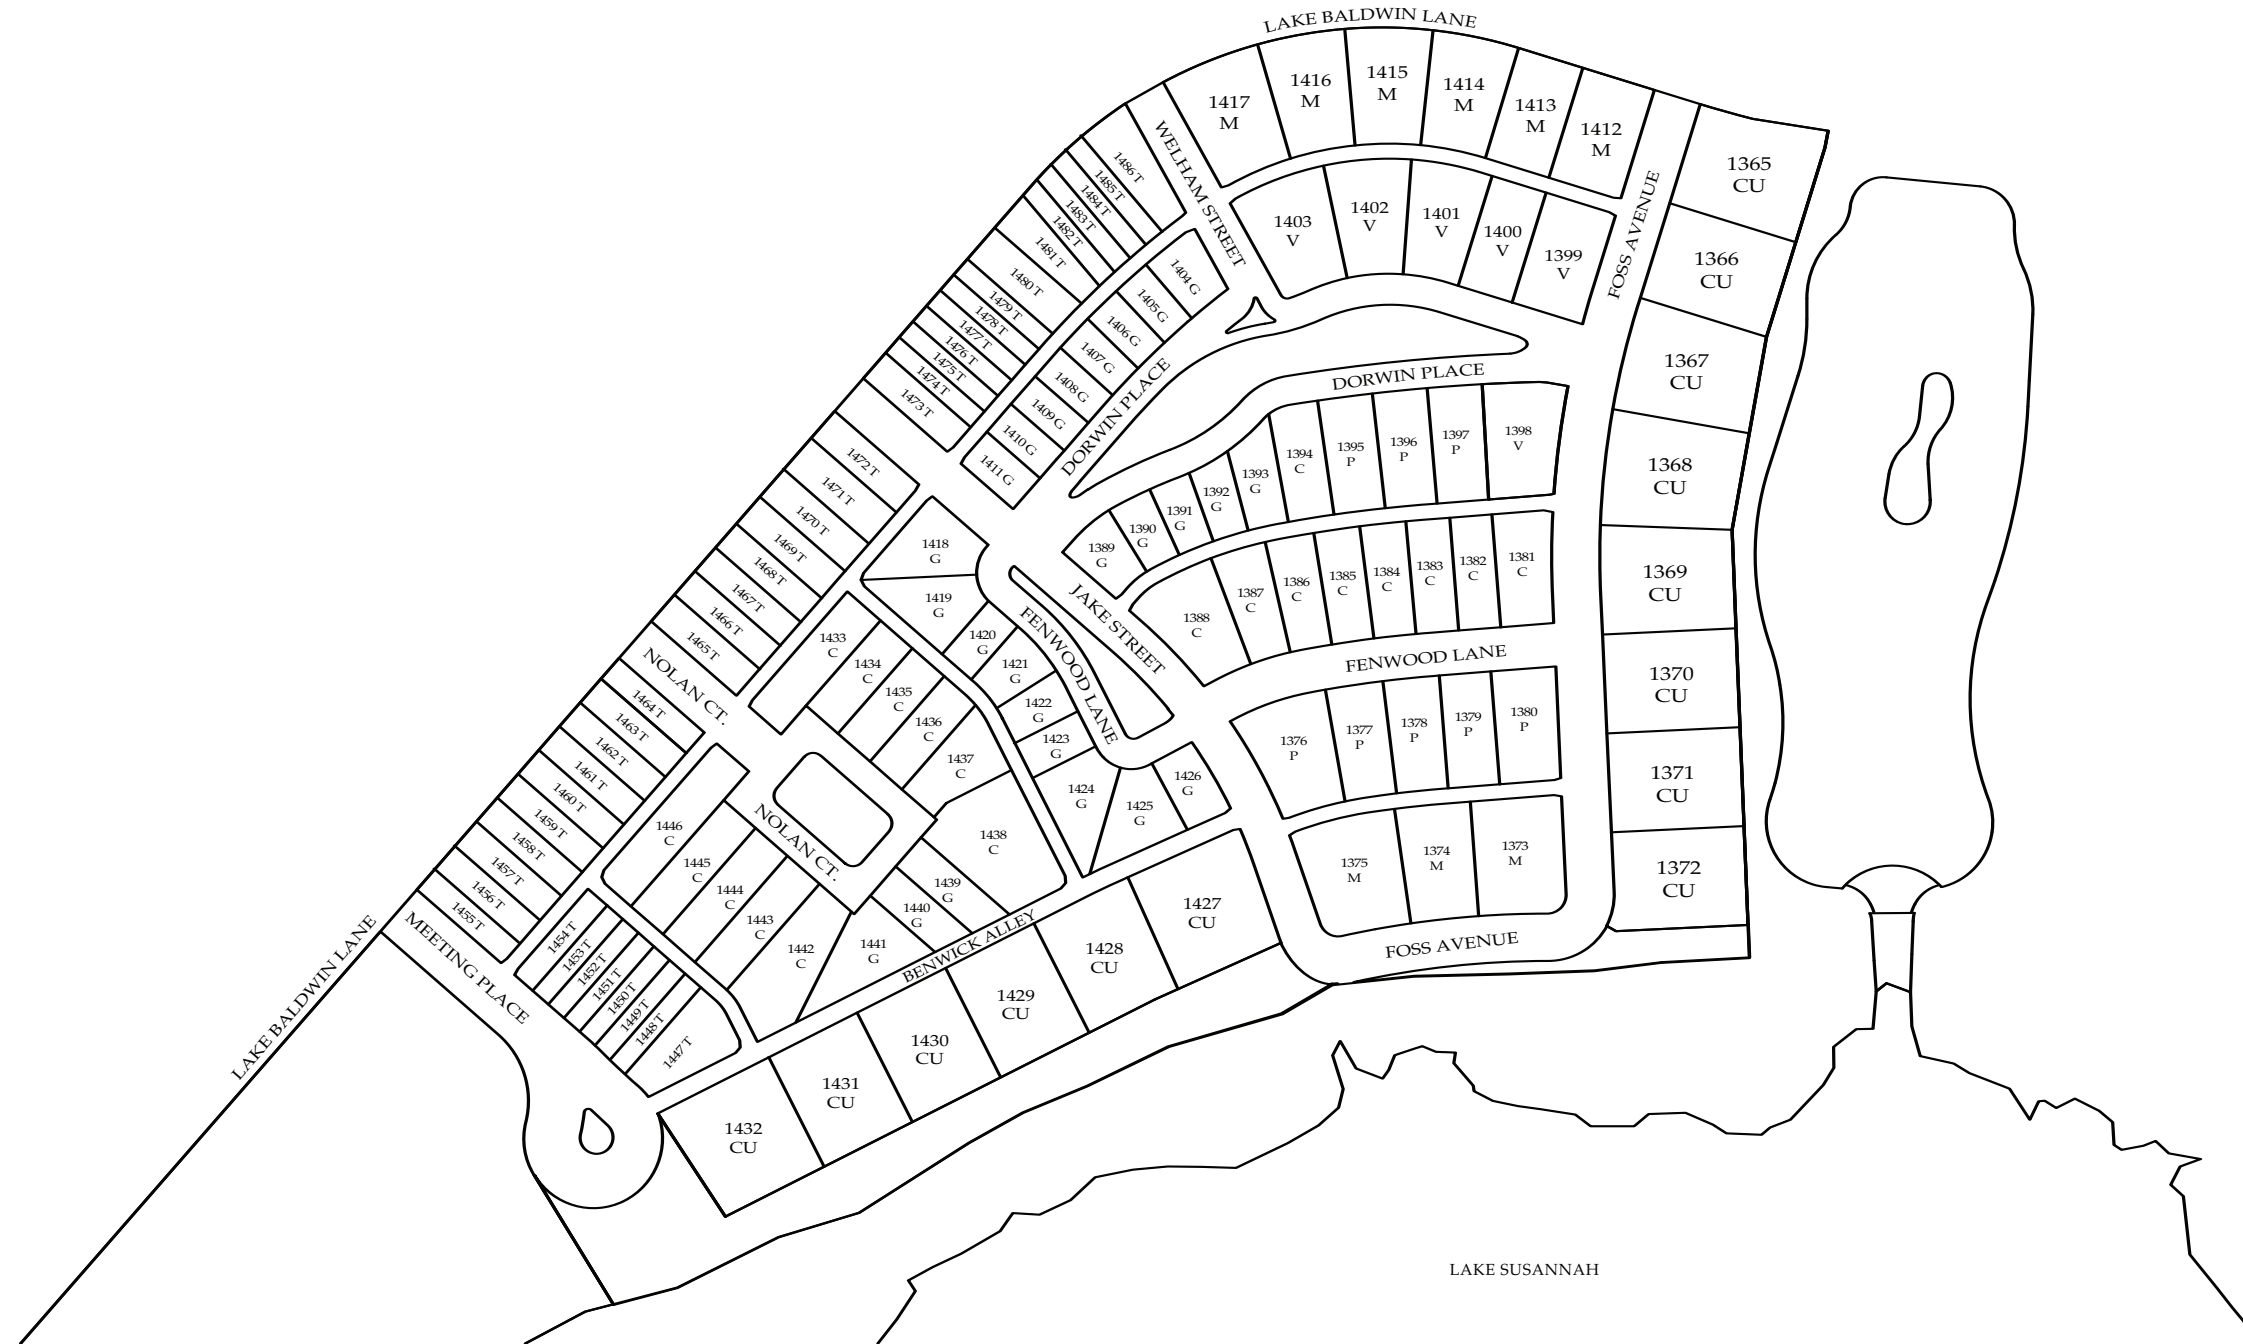 LAKE BALDWIN LANE
1417
M
1416
M
1415
M
1414
M
1413
M
1412
M
1365
CU
1366
CU
1367
CU
1368
CU
1369
CU
1370
CU
1371
CU
1372
CU
FOSS AVENUE
WELHAM STREET
1403
V
1402
V
1401
V
1400
V
1399
V
1486 T
1485 T
1484 T
1483 T
1482 T
1481 T
1480 T
1479 T
1478 T
1477 T
1476 T
1475 T
1474 T
1473 T
1404 G
1405 G
1406 G
1407 G
1408 G
1409 G
1410 G
1411 G
DORWIN PLACE
DORWIN PLACE
1389
G
1390
G
1391
G
1392
G
1393
G
1394
C
1395
P
1396
P
1397
P
1398
V
1388
C
1387
C
1386
C
1385
C
1384
C
1383
C
1382
C
1381
C
JAKE STREET
FENWOOD LANE
FENWOOD LANE
1376
P
1377
P
1378
P
1379
P
1380
P
1375
M
1374
M
1373
M
FOSS AVENUE
1472 T
1471 T
1470 T
1469 T
1468 T
1467 T
1466 T
1465 T
NOLAN CT.
1464 T
1463 T
1462 T
1461 T
1460 T
1459 T
1458 T
1457 T
1456 T
1455 T
1418
G
1419
G
1420
G
1421
G
1422
G
1423
G
1424
G
1425
G
1426
G
1433
C
1434
C
1435
C
1436
C
1437
C
1438
C
1439
G
1440
G
1441
G
1442
C
1443
C
1444
C
1445
C
1446
C
NOLAN CT.
1454 T
1453 T
1452 T
1451 T
1450 T
1449 T
1448 T
1447 T
BENWICK ALLEY
1427
CU
1428
CU
1429
CU
1430
CU
1431
CU
1432
CU
MEETING PLACE
LAKE BALDWIN LANE
LAKE SUSANNAH